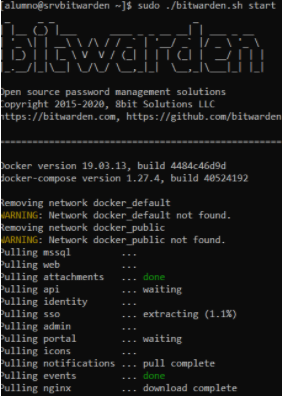 [alumno@srvbitwarden ~]$ sudo ./bitwarden.sh start
bitwarden
Open source password management solutions
Copyright 2015-2020, 8bit Solutions LLC
https://bitwarden.com, https://github.com/bitwarden
===================================================
Docker version 19.03.13, build 4484c46d9d
docker-compose version 1.27.4, build 40524192
Removing network docker_default
WARNING: Network docker_default not found.
Removing network docker_public
WARNING: Network docker_public not found.
Pulling mssql         ...
Pulling web           ...
Pulling attachments   ... done
Pulling api           ... waiting
Pulling identity      ...
Pulling sso           ... extracting (1.1%)
Pulling admin         ...
Pulling portal        ... waiting
Pulling icons         ...
Pulling notifications ... pull complete
Pulling events        ... done
Pulling nginx         ... download complete